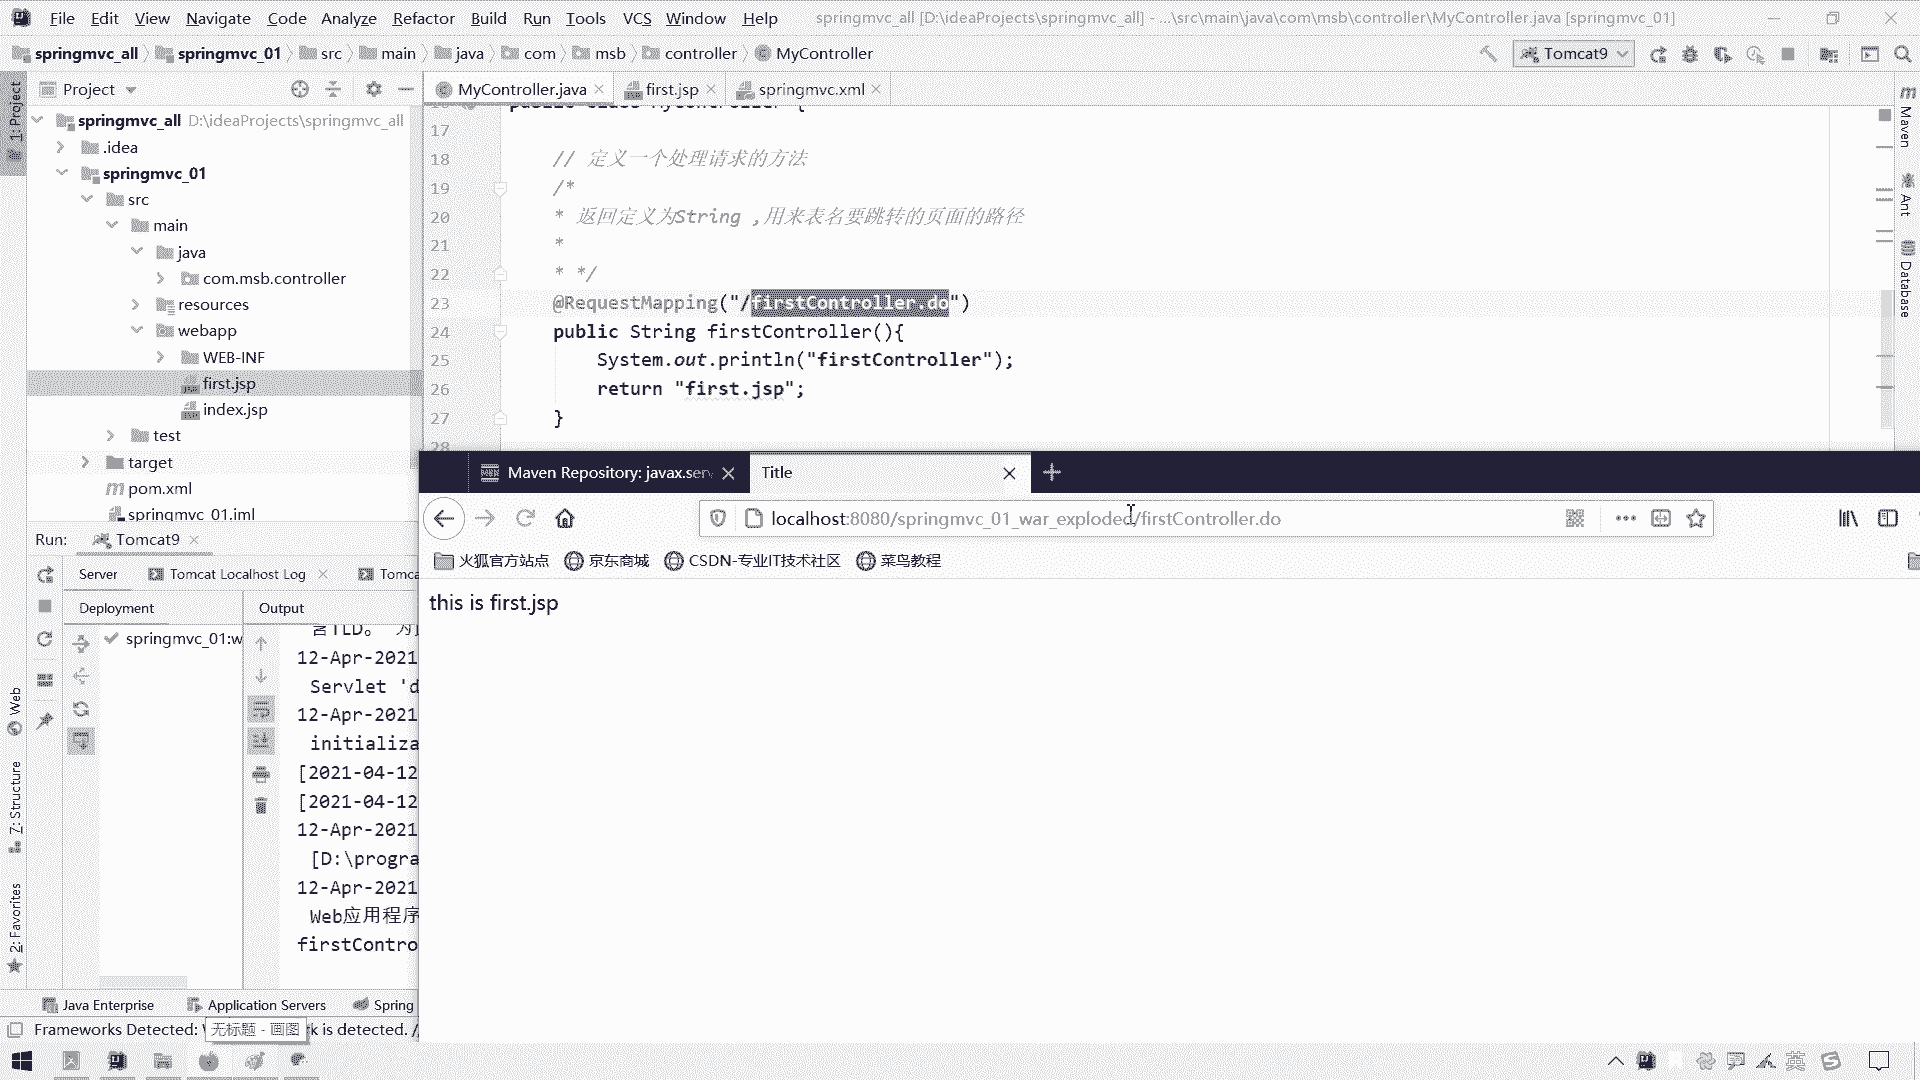 File Edit View Navigate Code Analyze Refactor Build Run Tools VCS Window Help springmvc_all [D:\ideaProjects\springmvc_all] - ...\src\main\java\com\msb\controller\MyController.java [springmvc_01]
springmvc_all springmvc_01 src main java com msb controller MyController Tomcat9
1: Project
Project
MyController.java first.jsp springmvc.xml
springmvc_all D:\ideaProjects\springmvc_all
.idea
springmvc_01
src
main
java
com.msb.controller
resources
webapp
WEB-INF
first.jsp
index.jsp
test
target
pom.xml
springmvc_01.iml
17
18 // 定义一个处理请求的方法
19 /*
20 * 返回定义为String ,用来表名要跳转的页面的路径
21 *
22 * */
23 @RequestMapping("/firstController.do")
24 public String firstController(){
25 System.out.println("firstController");
26 return "first.jsp";
27 }
28
Maven
Ant
Database
Maven Repository: javax.ser Title
localhost:8080/springmvc_01_war_exploded/firstController.do
火狐官方站点 京东商城 CSDN-专业IT技术社区 菜鸟教程
this is first.jsp
Run: Tomcat9
Server Tomcat Localhost Log Tomca
Deployment Output
springmvc_01:w
含TLD。 为
12-Apr-2021
Servlet 'd
12-Apr-2021
initializa
[2021-04-12
[2021-04-12
12-Apr-2021
[D:\progra
12-Apr-2021
Web应用程序
firstContro
Web
7: Structure
2: Favorites
Java Enterprise Application Servers Spring
Frameworks Detected: k is detected. /
无标题 - 画图
英